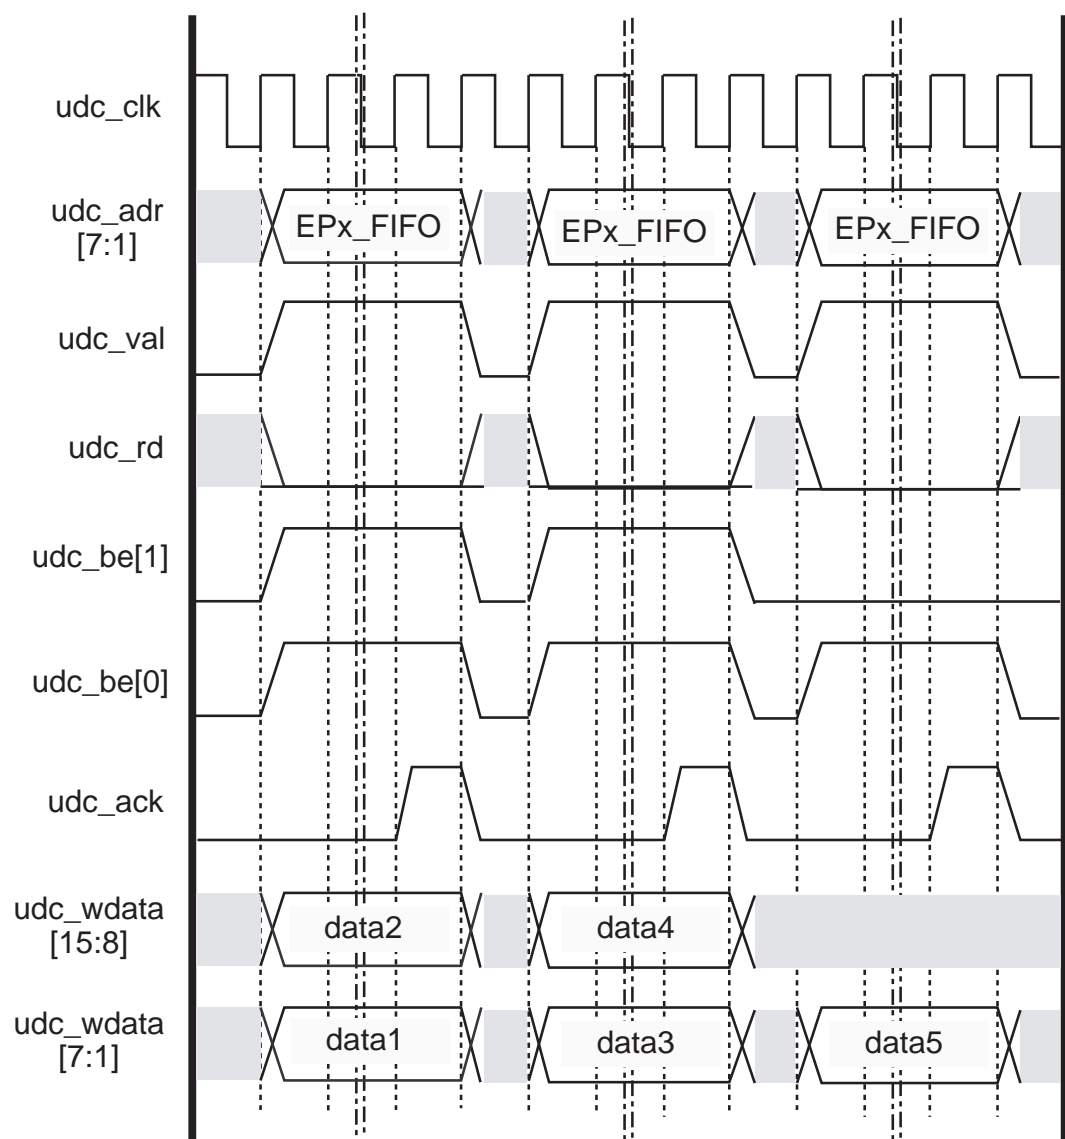 udc_clk
udc_adr
[7:1]
EPx_FIFO
EPx_FIFO
EPx_FIFO
udc_val
udc_rd
udc_be[1]
udc_be[0]
udc_ack
udc_wdata
[15:8]
data2
data4
udc_wdata
[7:1]
data1
data3
data5